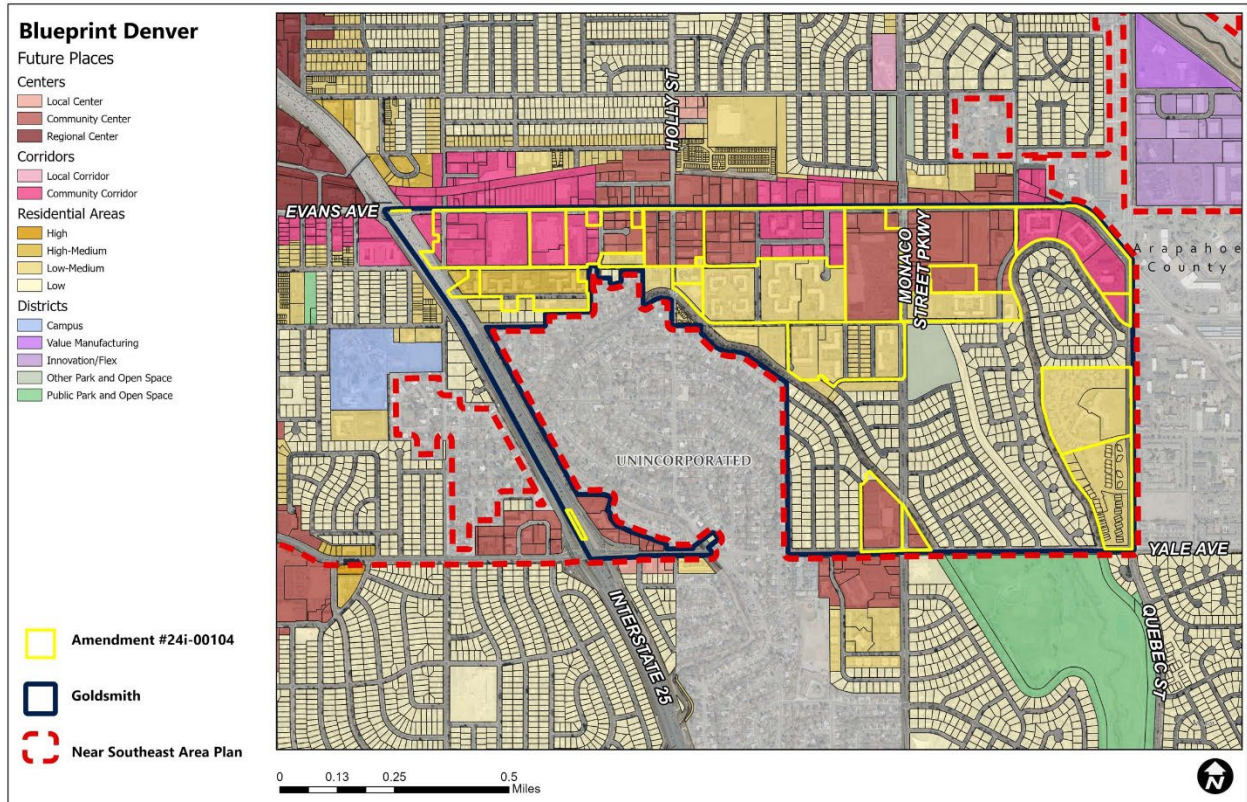 Blueprint Denver
Future Places
Centers
Local Center
Community Center
Regional Center
Corridors
Local Corridor
Community Corridor
Residential Areas
High
High-Medium
Low-Medium
Low
Districts
Campus
Value Manufacturing
Innovation/Flex
Other Park and Open Space
Public Park and Open Space
Amendment #24i-00104
Goldsmith
Near Southeast Area Plan
HOLLY ST
EVANS AVE
MONACO
STREET PKWY
Arapahoe
County
UNINCORPORATED
YALE AVE
INTERSTATE 25
QUEBEC ST
0 0.13 0.25 0.5
Miles
N